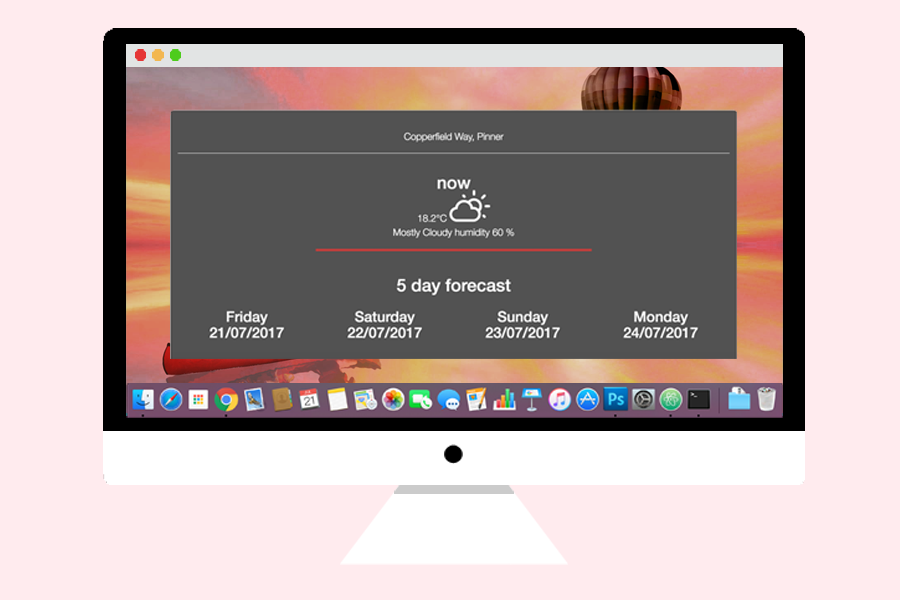 Copperfield Way, Pinner
now
18.2°C
Mostly Cloudy humidity 60 %
5 day forecast
Friday Saturday Sunday Monday
21/07/2017 22/07/2017 23/07/2017 24/07/2017
21
Ps